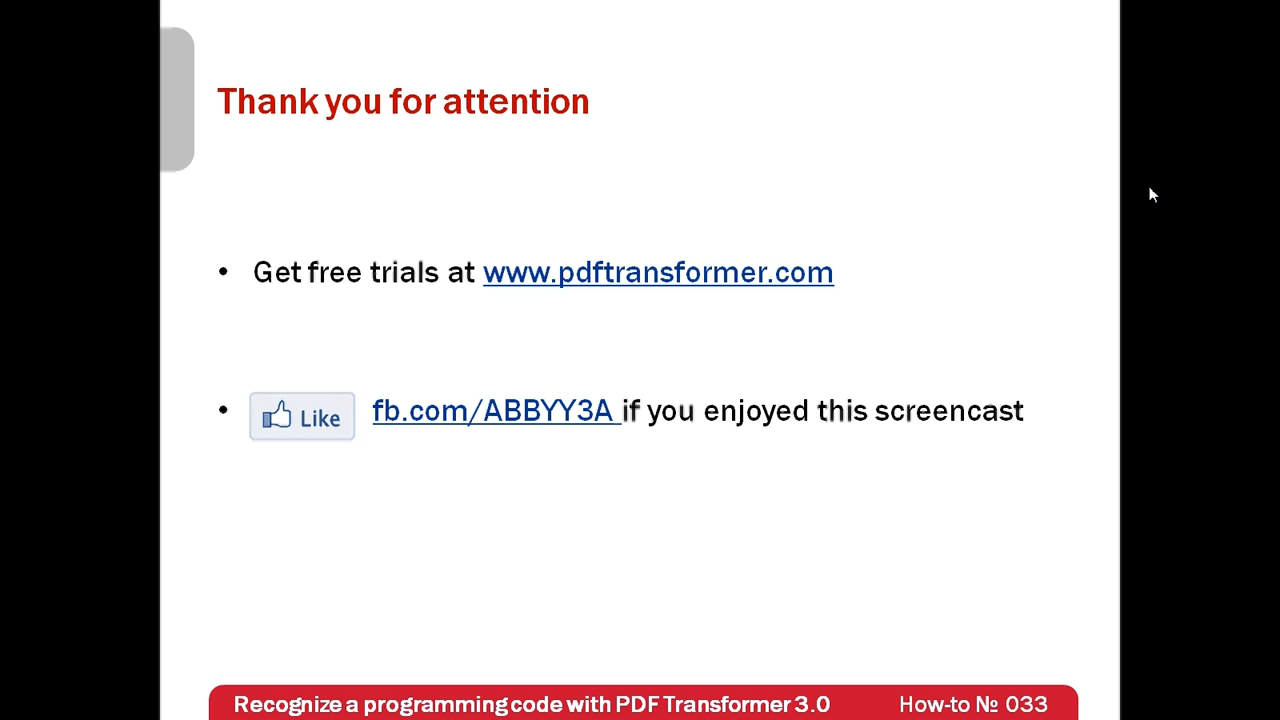 Thank you for attention
• Get free trials at www.pdftransformer.com
• Like fb.com/ABBYY3A if you enjoyed this screencast
Recognize a programming code with PDF Transformer 3.0 How-to № 033